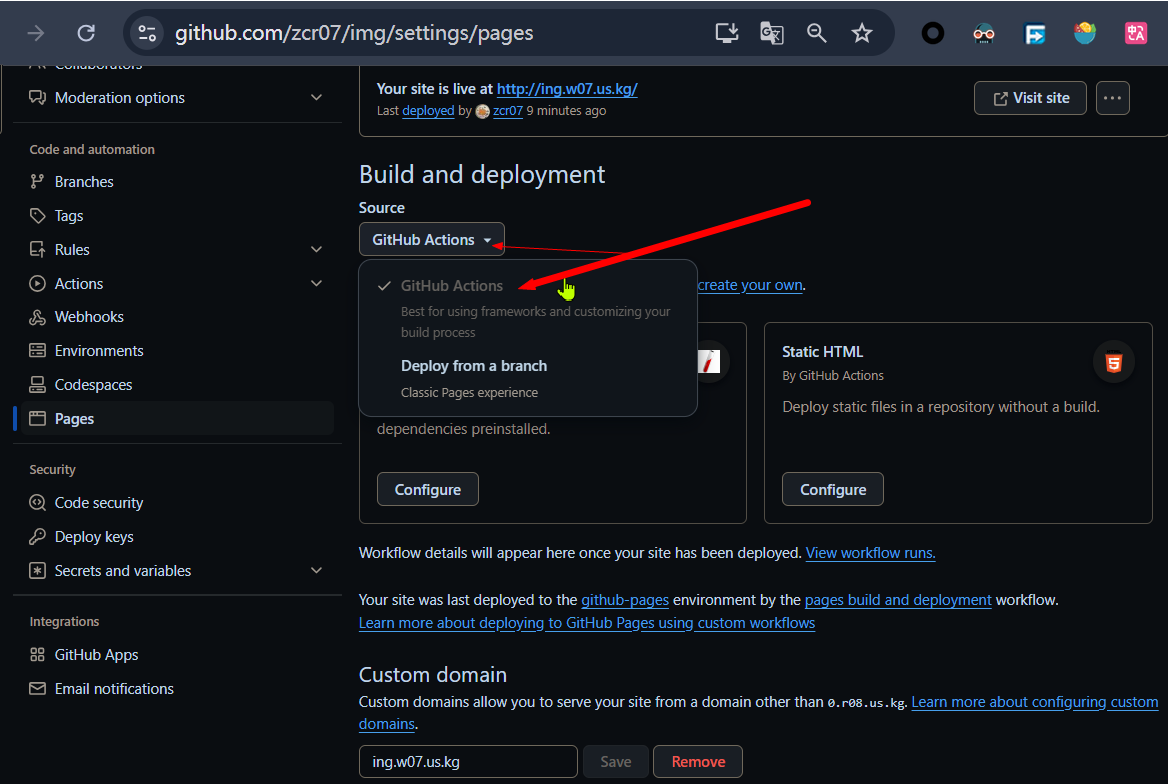 github.com/zcr07/img/settings/pages
Collaborators
Moderation options
Code and automation
Branches
Tags
Rules
Actions
Webhooks
Environments
Codespaces
Pages
Security
Code security
Deploy keys
Secrets and variables
Integrations
GitHub Apps
Email notifications
Your site is live at http://ing.w07.us.kg/
Last deployed by zcr07 9 minutes ago
Visit site
Build and deployment
Source
GitHub Actions
GitHub Actions
Best for using frameworks and customizing your
build process
Deploy from a branch
Classic Pages experience
create your own.
dependencies preinstalled.
Configure
Static HTML
By GitHub Actions
Deploy static files in a repository without a build.
Configure
Workflow details will appear here once your site has been deployed. View workflow runs.
Your site was last deployed to the github-pages environment by the pages build and deployment workflow.
Learn more about deploying to GitHub Pages using custom workflows
Custom domain
Custom domains allow you to serve your site from a domain other than 0.r08.us.kg. Learn more about configuring custom
domains.
ing.w07.us.kg
Save
Remove